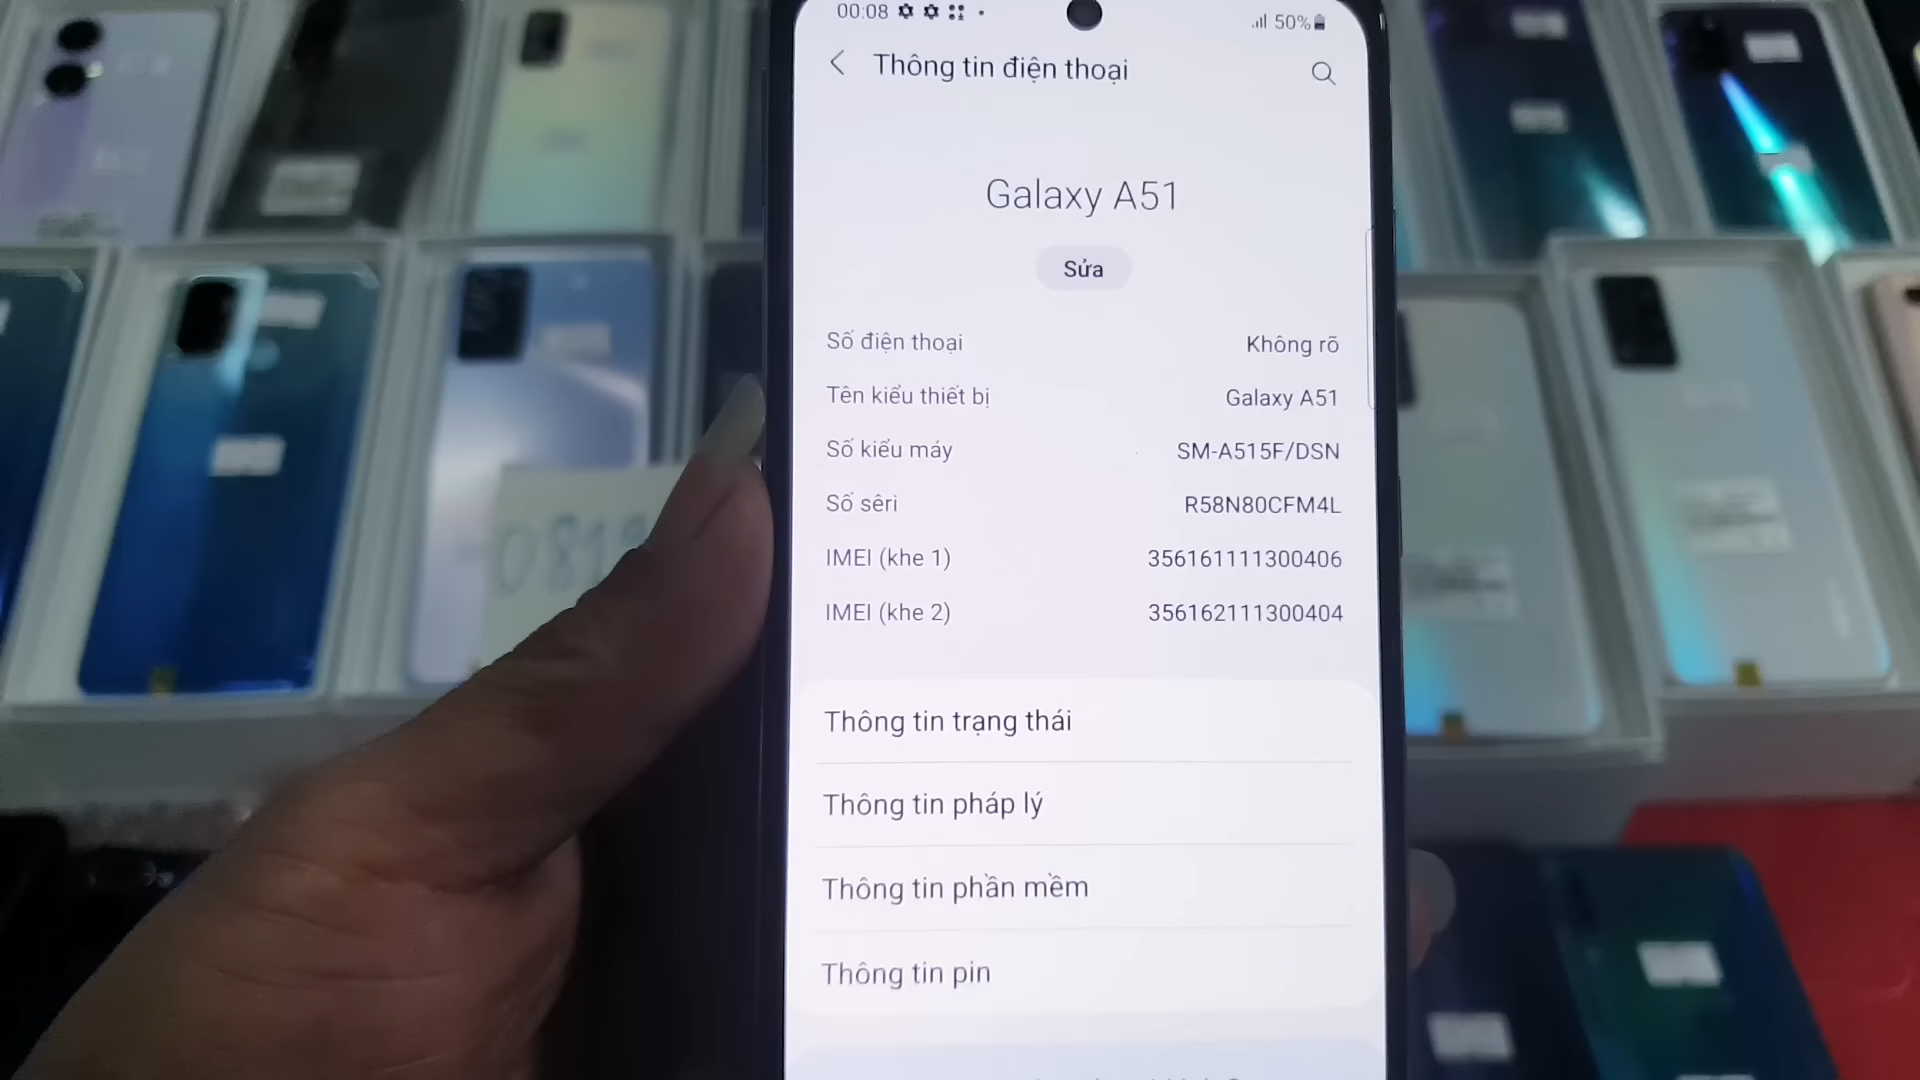 00:08
50%
Thông tin điện thoại
Galaxy A51
Sửa
Số điện thoại Không rõ
Tên kiểu thiết bị Galaxy A51
Số kiểu máy SM-A515F/DSN
Số sêri R58N80CFM4L
IMEI (khe 1) 356161111300406
IMEI (khe 2) 356162111300404
Thông tin trạng thái
Thông tin pháp lý
Thông tin phần mềm
Thông tin pin